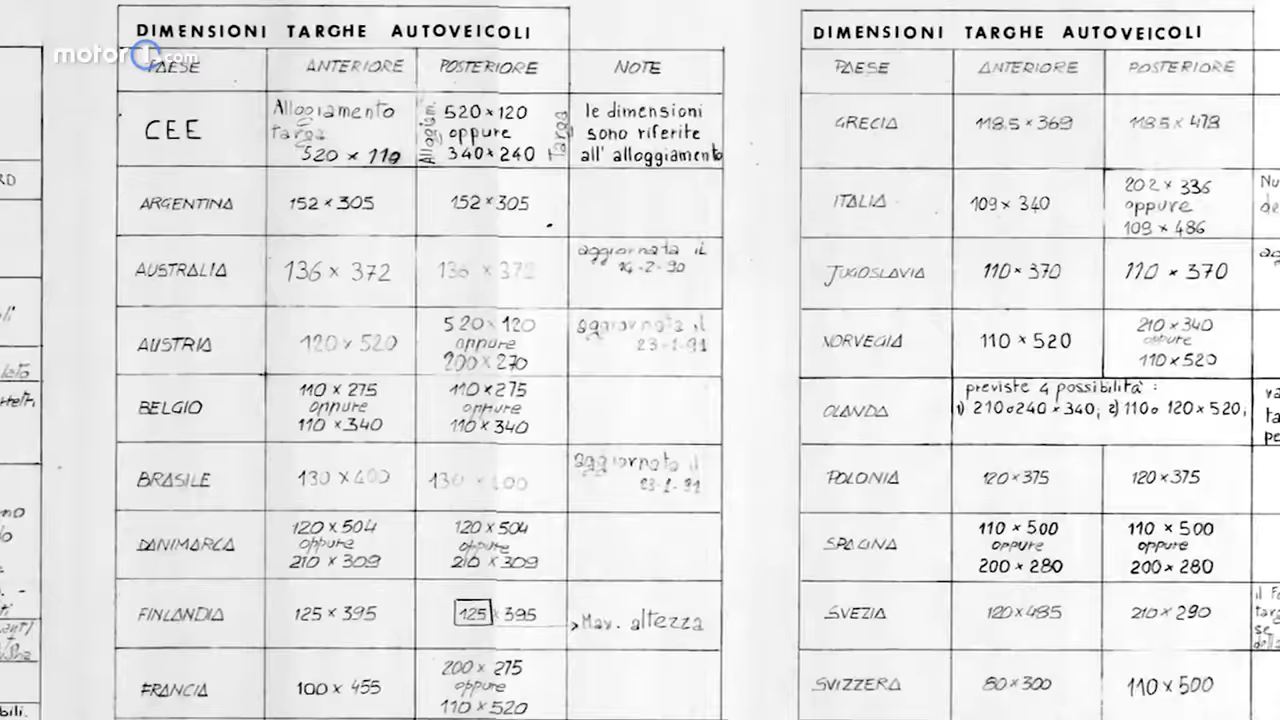 motor1.com
DIMENSIONI TARGHE AUTOVEICOLI
PAESE ANTERIORE POSTERIORE NOTE
CEE
Alloggiamento
targa
520 x 119
Alloggiam.
520 x 120
oppure
340 x 240
Targa
le dimensioni
sono riferite
all' alloggiamento
ARGENTINA 152 x 305 152 x 305
AUSTRALIA 136 x 372 136 x 372
aggiornata il
14-2-90
AUSTRIA 120 x 520
520 x 120
oppure
200 x 270
aggiornata il
23-1-91
BELGIO
110 x 275
oppure
110 x 340
110 x 275
oppure
110 x 340
BRASILE 130 x 400 130 x 400
aggiornata il
23-1-91
DANIMARCA
120 x 504
oppure
210 x 309
120 x 504
oppure
210 x 309
FINLANDIA 125 x 395 125 x 395
Max. altezza
FRANCIA 100 x 455
200 x 275
oppure
110 x 520
DIMENSIONI TARGHE AUTOVEICOLI
PAESE ANTERIORE POSTERIORE
GRECIA 118.5 x 369 118.5 x 478
ITALIA 109 x 340
202 x 336
oppure
109 x 486
JUGOSLAVIA 110 x 370 110 x 370
NORVEGIA 110 x 520
210 x 340
oppure
110 x 520
OLANDA
previste 4 possibilità :
1) 210 o 240 x 340; 2) 110 o 120 x 520;
POLONIA 120 x 375 120 x 375
SPAGNA
110 x 500
oppure
200 x 280
110 x 500
oppure
200 x 280
SVEZIA 120 x 485 210 x 290
SVIZZERA 80 x 300 110 x 500